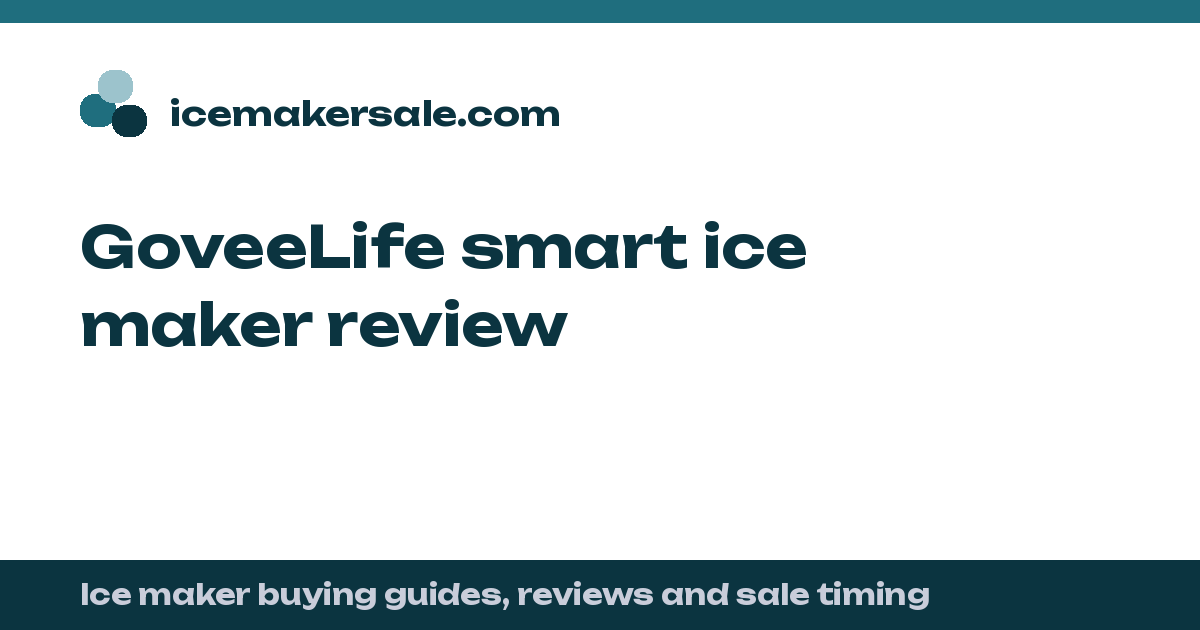 icemakersale.com
GoveeLife smart ice
maker review
Ice maker buying guides, reviews and sale timing